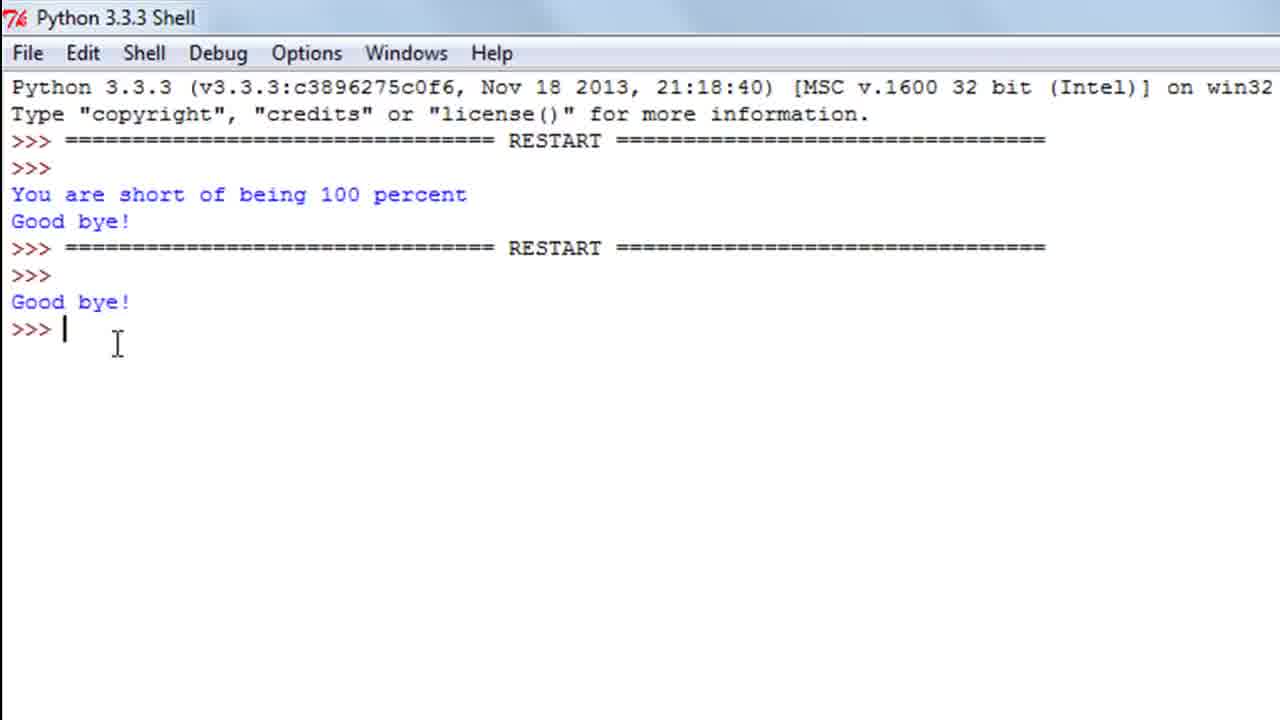 Python 3.3.3 Shell
File Edit Shell Debug Options Windows Help
Python 3.3.3 (v3.3.3:c3896275c0f6, Nov 18 2013, 21:18:40) [MSC v.1600 32 bit (Intel)] on win32
Type "copyright", "credits" or "license()" for more information.
>>> ================================ RESTART ================================
>>>
You are short of being 100 percent
Good bye!
>>> ================================ RESTART ================================
>>>
Good bye!
>>>